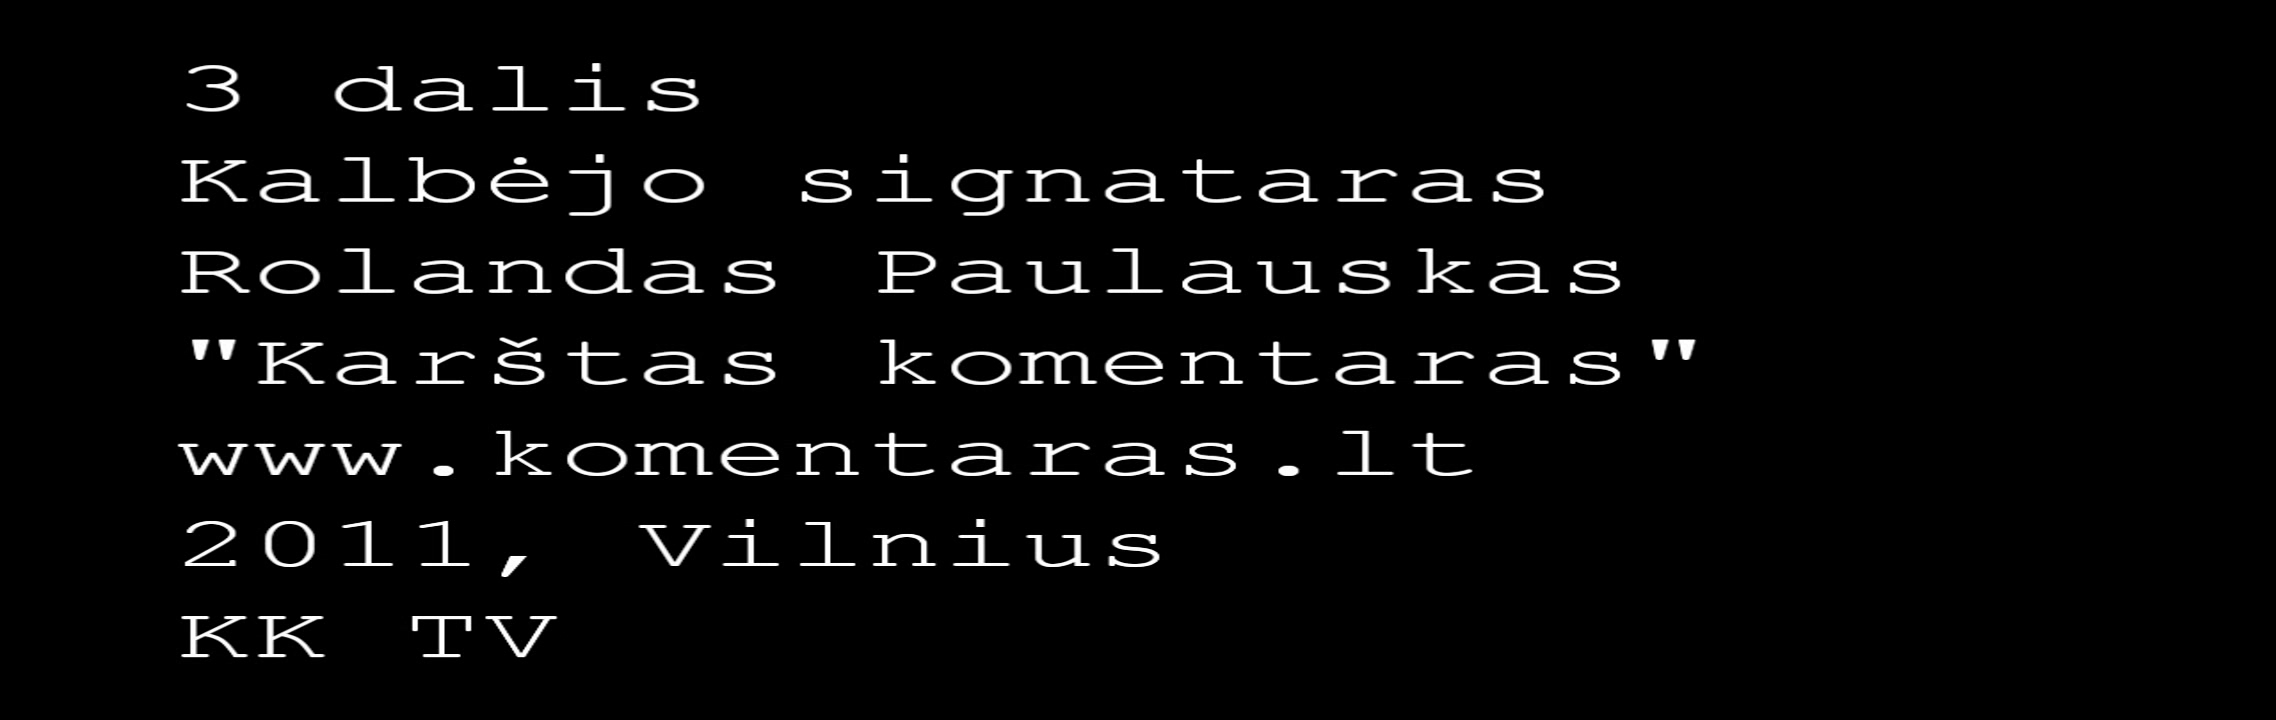 3 dalis
Kalbėjo signataras
Rolandas Paulauskas
"Karštas komentaras"
www.komentaras.lt
2011, Vilnius
KK TV